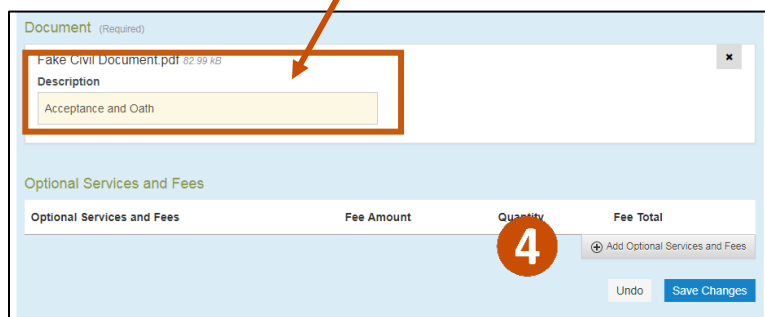 Document (Required)
Fake Civil Document.pdf 82.99 kB
Description
Acceptance and Oath
Optional Services and Fees
Optional Services and Fees Fee Amount Quantity Fee Total
4
Add Optional Services and Fees
Undo Save Changes